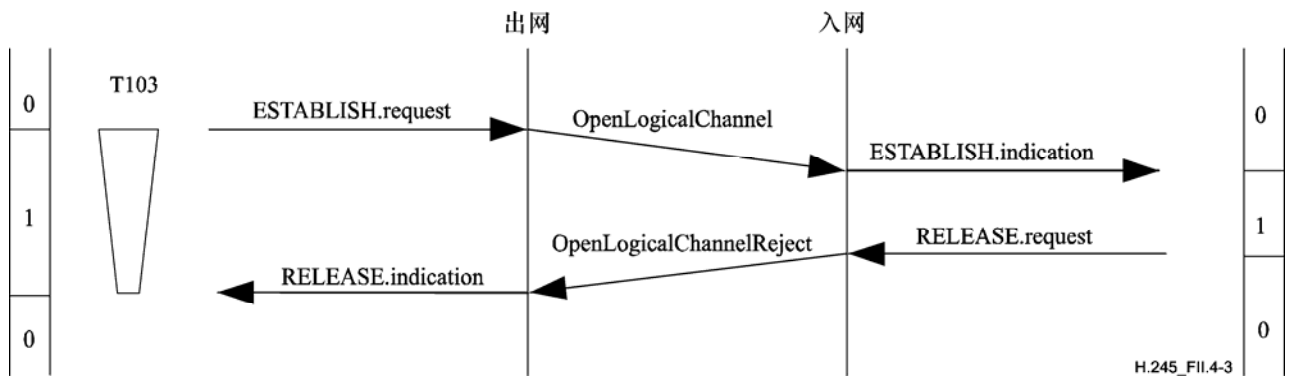 出网
入网
T103
0
ESTABLISH.request
OpenLogicalChannel
0
ESTABLISH.indication
1
OpenLogicalChannelReject
RELEASE.request
1
RELEASE.indication
0
0
H.245_FII.4-3